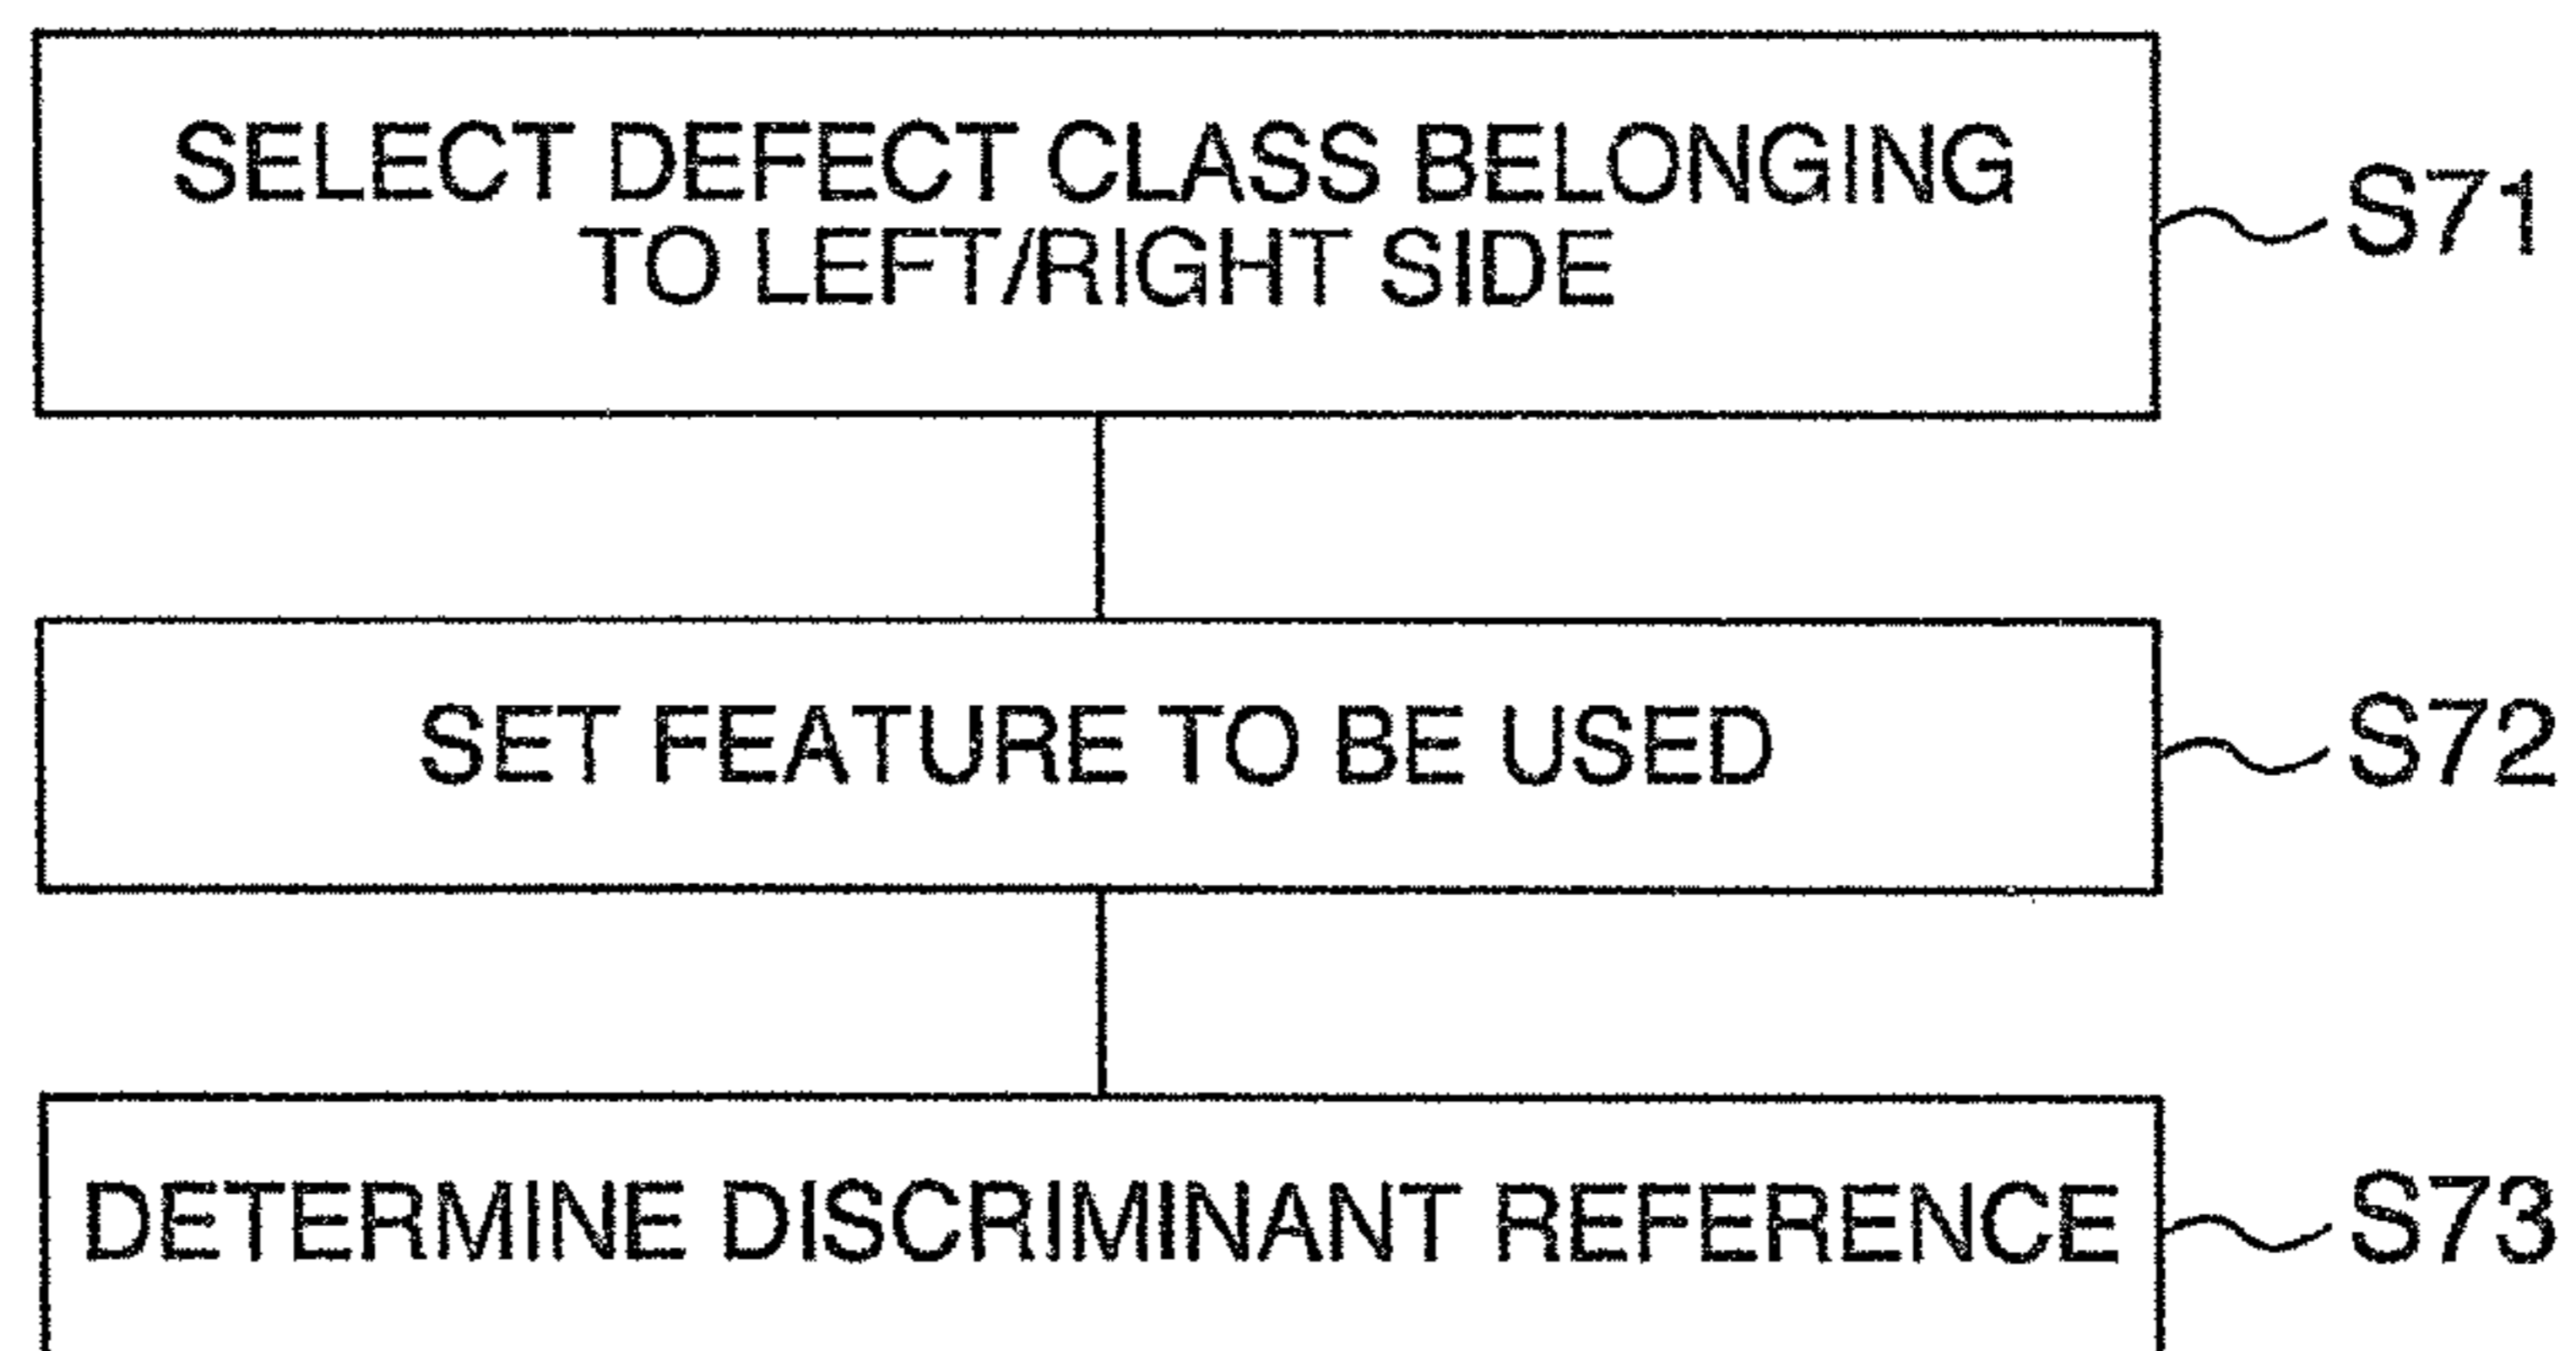 SELECT DEFECT CLASS BELONGING
TO LEFT/RIGHT SIDE
S71
SET FEATURE TO BE USED
S72
DETERMINE DISCRIMINANT REFERENCE
S73